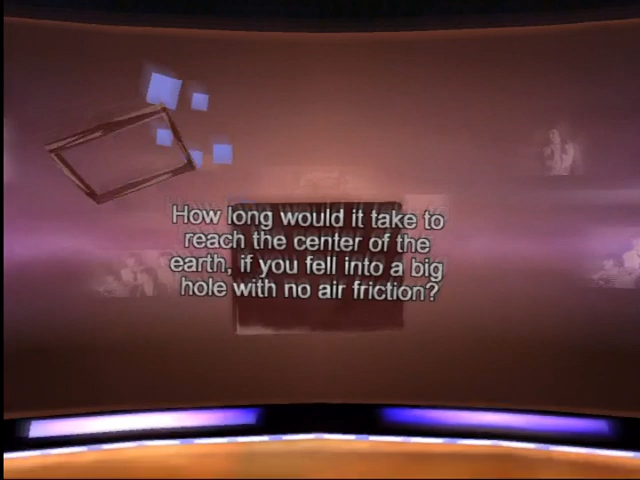 How long would it take to
reach the center of the
earth, if you fell into a big
hole with no air friction?